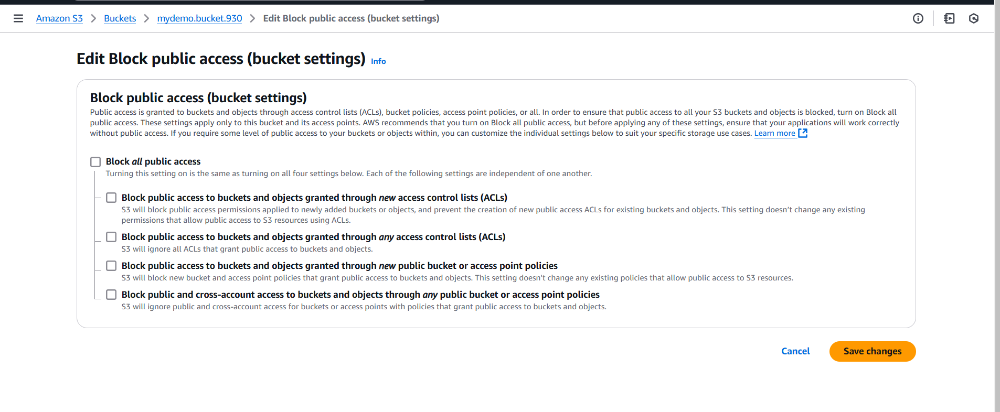 Amazon S3 > Buckets > mydemo.bucket.930 > Edit Block public access (bucket settings)
Edit Block public access (bucket settings) Info
Block public access (bucket settings)
Public access is granted to buckets and objects through access control lists (ACLs), bucket policies, access point policies, or all. In order to ensure that public access to all your S3 buckets and objects is blocked, turn on Block all
public access. These settings apply only to this bucket and its access points. AWS recommends that you turn on Block all public access, but before applying any of these settings, ensure that your applications will work correctly
without public access. If you require some level of public access to your buckets or objects within, you can customize the individual settings below to suit your specific storage use cases. Learn more
Block all public access
Turning this setting on is the same as turning on all four settings below. Each of the following settings are independent of one another.
Block public access to buckets and objects granted through new access control lists (ACLs)
S3 will block public access permissions applied to newly added buckets or objects, and prevent the creation of new public access ACLs for existing buckets and objects. This setting doesn’t change any existing
permissions that allow public access to S3 resources using ACLs.
Block public access to buckets and objects granted through any access control lists (ACLs)
S3 will ignore all ACLs that grant public access to buckets and objects.
Block public access to buckets and objects granted through new public bucket or access point policies
S3 will block new bucket and access point policies that grant public access to buckets and objects. This setting doesn't change any existing policies that allow public access to S3 resources.
Block public and cross-account access to buckets and objects through any public bucket or access point policies
S3 will ignore public and cross-account access for buckets or access points with policies that grant public access to buckets and objects.
Cancel Save changes